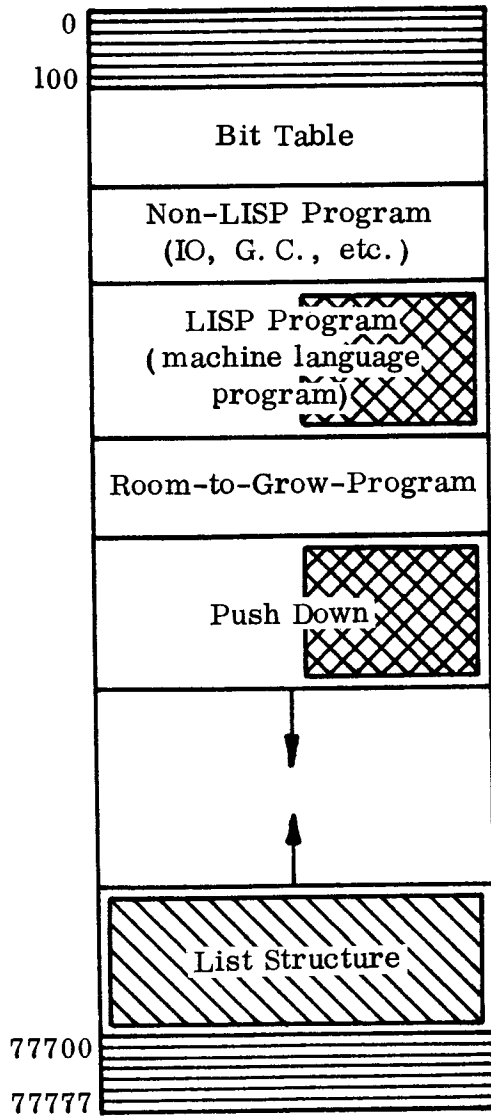 0
100
Bit Table
Non-LISP Program
(IO, G. C., etc.)
LISP Program
(machine language
program)
Room-to-Grow-Program
Push Down
List Structure
77700
77777